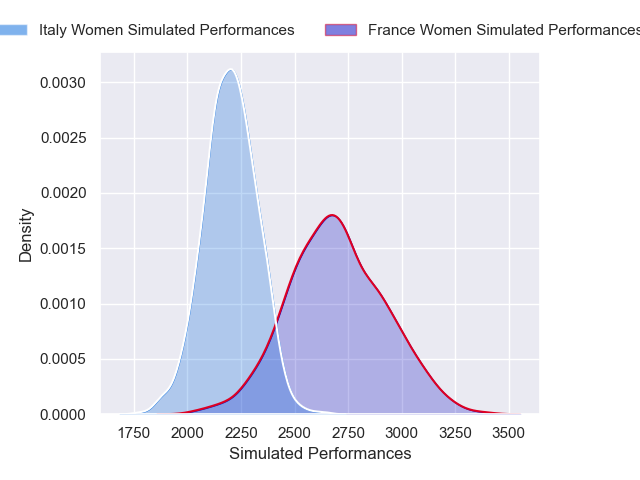 Italy Women Simulated Performances France Women Simulated Performances
0.0030
0.0025
0.0020
0.0015
0.0010
0.0005
0.0000
Density
1750 2000 2250 2500 2750 3000 3250 3500
Simulated Performances